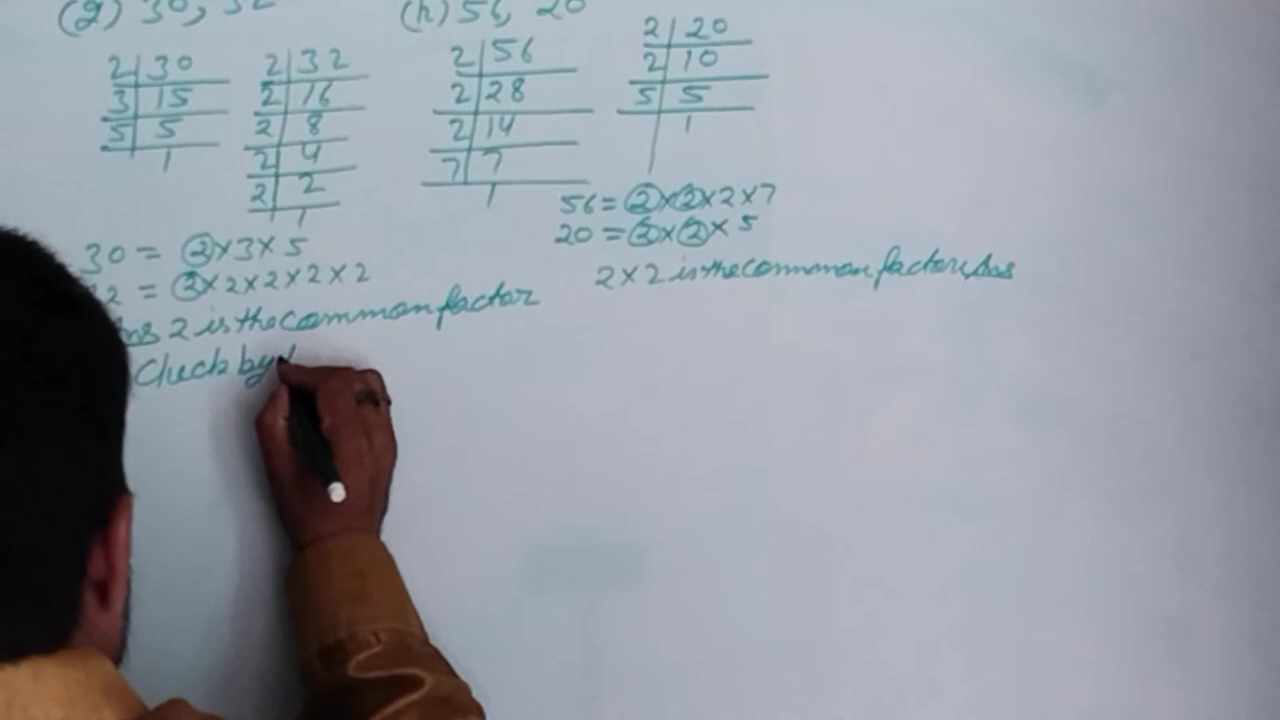 (g) 30, 32
2 30
3 15
5 5
1
2 32
2 16
2 8
2 4
2 2
1
30 = 2×3×5
32 = 2×2×2×2×2
Ans 2 is the common factor
(h) 56, 20
2 56
2 28
2 14
7 7
1
2 20
2 10
5 5
1
56 = 2×2×2×7
20 = 2×2×5
2×2 is the common factor Ans
Check by